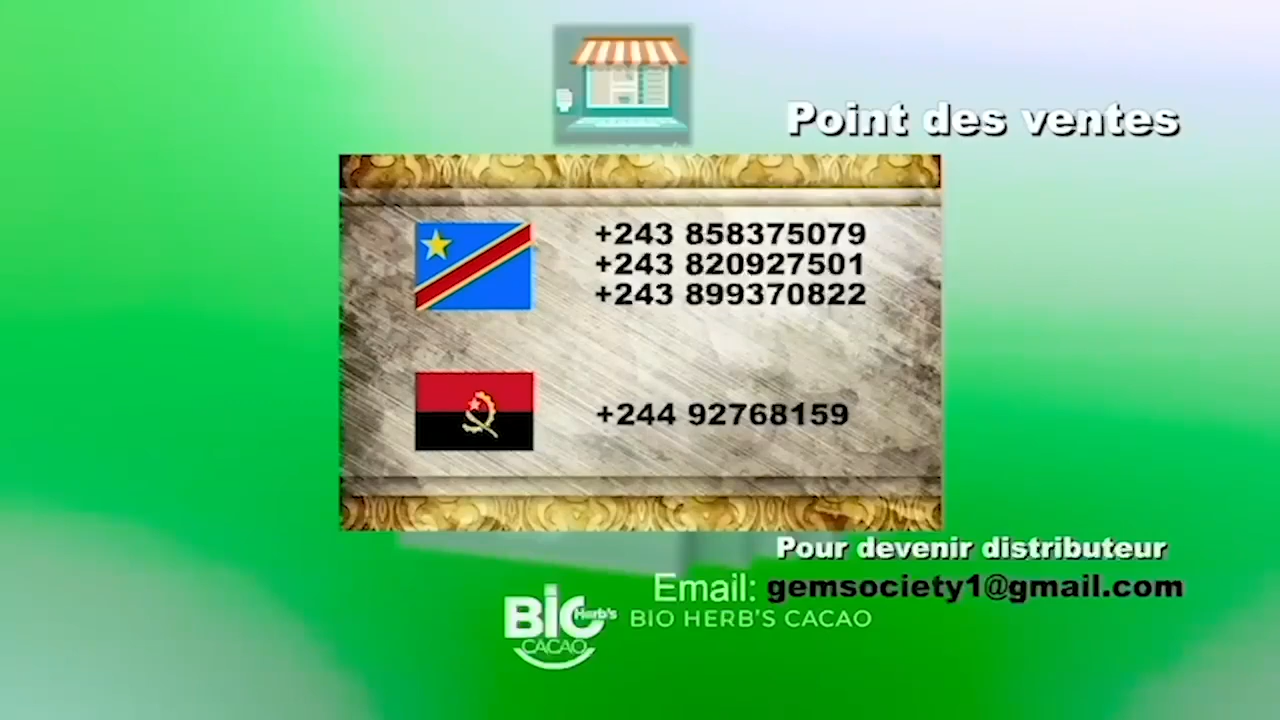 Point des ventes
+243 858375079
+243 820927501
+243 899370822
+244 92768159
Pour devenir distributeur
Email: gemsociety1@gmail.com
BIO Herb's
CACAO
BIO HERB'S CACAO